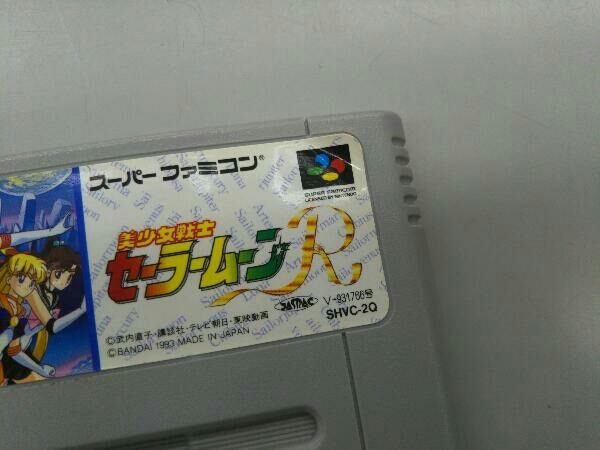 スーパーファミコン®
SUPER FAMICOM
LICENSED BY NINTENDO
美少女戦士
セーラームーン R
JASRAC
V-931766号
SHVC-2Q
©武内直子・講談社・テレビ朝日・東映動画
©BANDAI 1993 MADE IN JAPAN